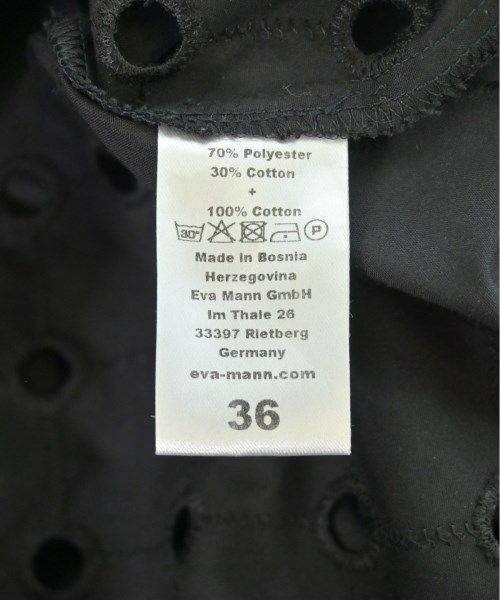 70% Polyester
30% Cotton
+
100% Cotton
30° P
Made in Bosnia
Herzegovina
Eva Mann GmbH
Im Thale 26
33397 Rietberg
Germany
eva-mann.com
36